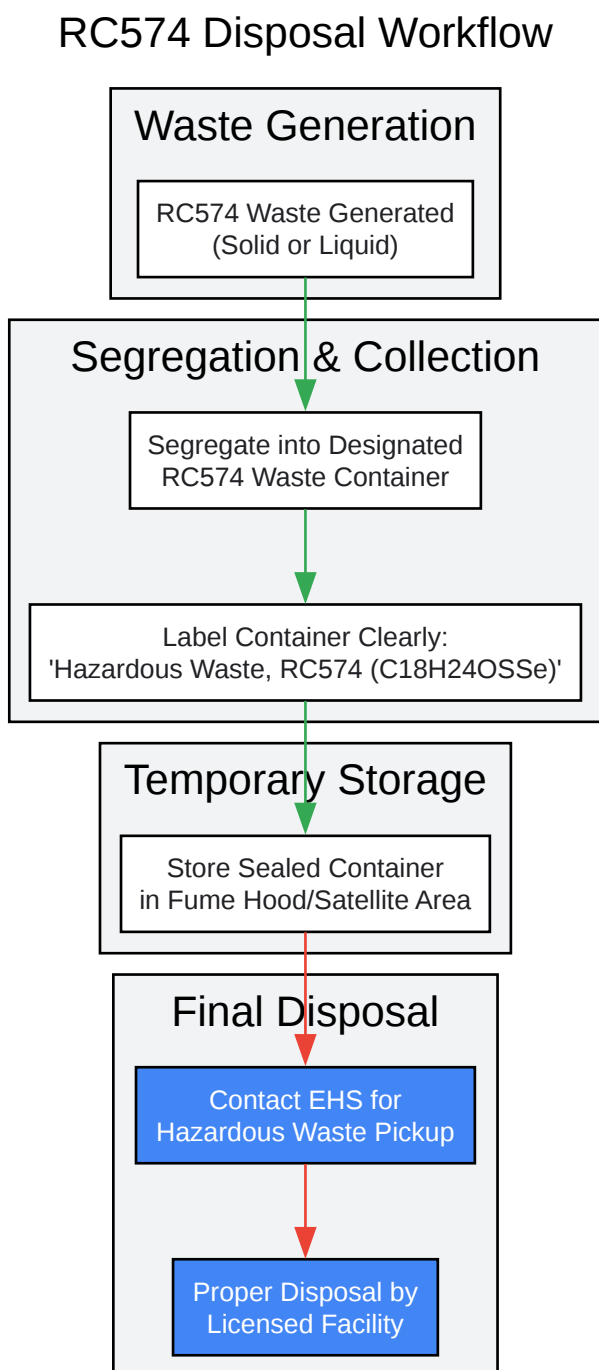 RC574 Disposal Workflow
Waste Generation
RC574 Waste Generated
(Solid or Liquid)
Segregation & Collection
Segregate into Designated
RC574 Waste Container
Label Container Clearly:
'Hazardous Waste, RC574 (C18H24OSSe)'
Temporary Storage
Store Sealed Container
in Fume Hood/Satellite Area
Final Disposal
Contact EHS for
Hazardous Waste Pickup
Proper Disposal by
Licensed Facility